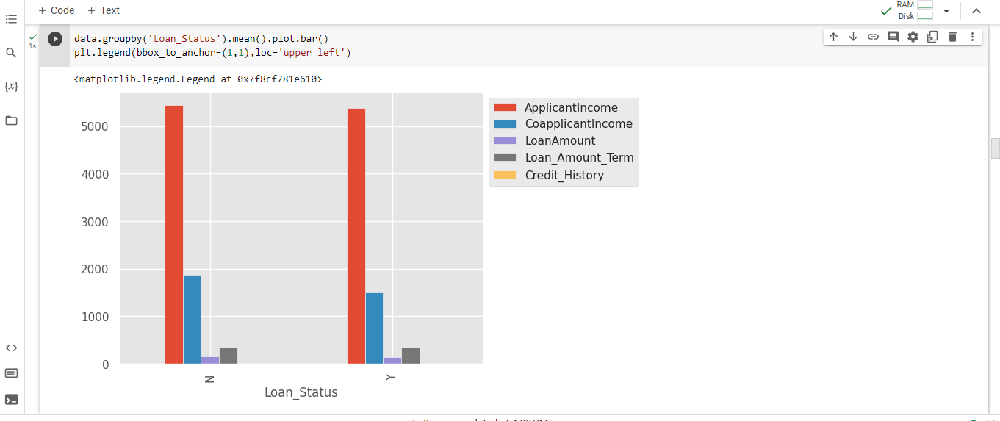 + Code + Text
RAM
Disk
1s
data.groupby('Loan_Status').mean().plot.bar()
plt.legend(bbox_to_anchor=(1,1),loc='upper left')
{x}
<matplotlib.legend.Legend at 0x7f8cf781e610>
ApplicantIncome
CoapplicantIncome
LoanAmount
Loan_Amount_Term
Credit_History
5000
4000
3000
2000
1000
0
N
Y
Loan_Status